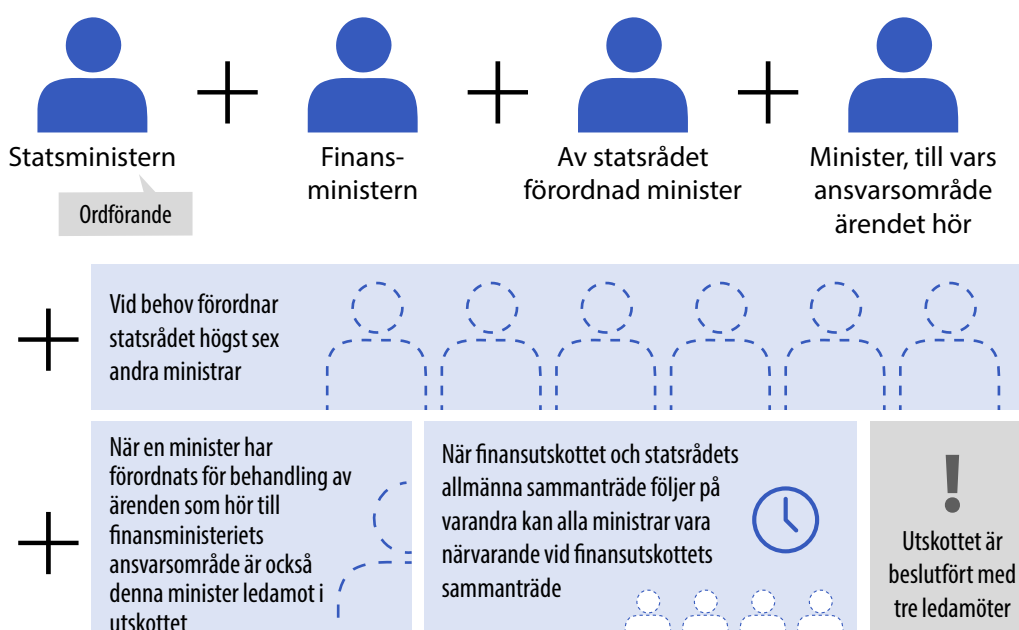 Statsministern
Ordförande
Finans-
ministern
Av statsrådet
förordnad minister
Minister, till vars
ansvarsområde
ärendet hör
Vid behov förordnar
statsrådet högst sex
andra ministrar
När en minister har
förordnats för behandling av
ärenden som hör till
finansministeriets
ansvarsområde är också
denna minister ledamot i
utskottet
När finansutskottet och statsrådets
allmänna sammanträde följer på
varandra kan alla ministrar vara
närvarande vid finansutskottets
sammanträde
!
Utskottet är
beslutfört med
tre ledamöter